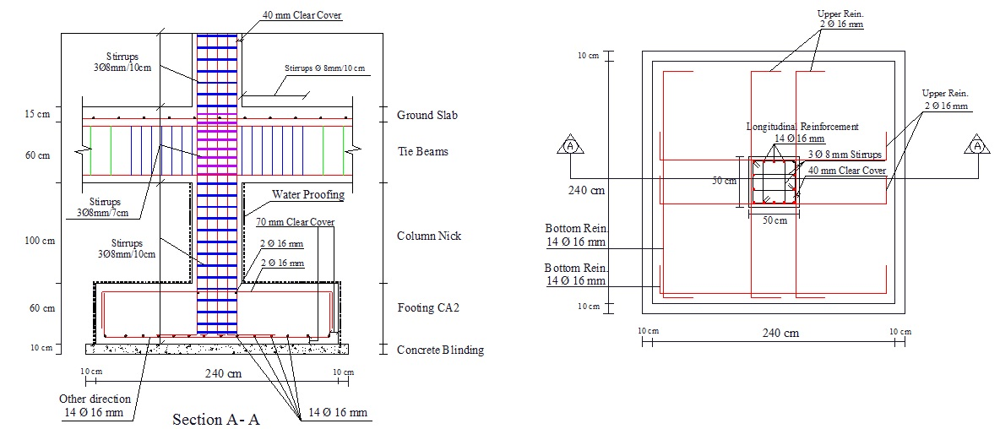 40 mm Clear Cover
Stirrups
3Ø8mm/10cm
Stirrups Ø 8mm/10 cm
15 cm
Ground Slab
60 cm
Tie Beams
Stirrups
3Ø8mm/7cm
Water Proofing
70 mm Clear Cover
100 cm
Column Nick
Stirrups
3Ø8mm/10cm
2 Ø 16 mm
2 Ø 16 mm
60 cm
Footing CA2
10 cm
Concrete Blinding
10 cm
240 cm
10 cm
Other direction
14 Ø 16 mm
14 Ø 16 mm
Section A- A
Upper Rein.
2 Ø 16 mm
10 cm
Upper Rein.
2 Ø 16 mm
Longitudinal Reinforcement
14 Ø 16 mm
A
A
3 Ø 8 mm Stirrups
40 mm Clear Cover
50 cm
240 cm
50 cm
Bottom Rein.
14 Ø 16 mm
Bottom Rein.
14 Ø 16 mm
10 cm
10 cm
240 cm
10 cm